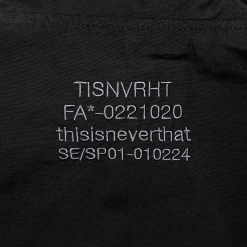 TISNVRHT
FA*-0221020
thisisneverthat
SE/SP01-010224